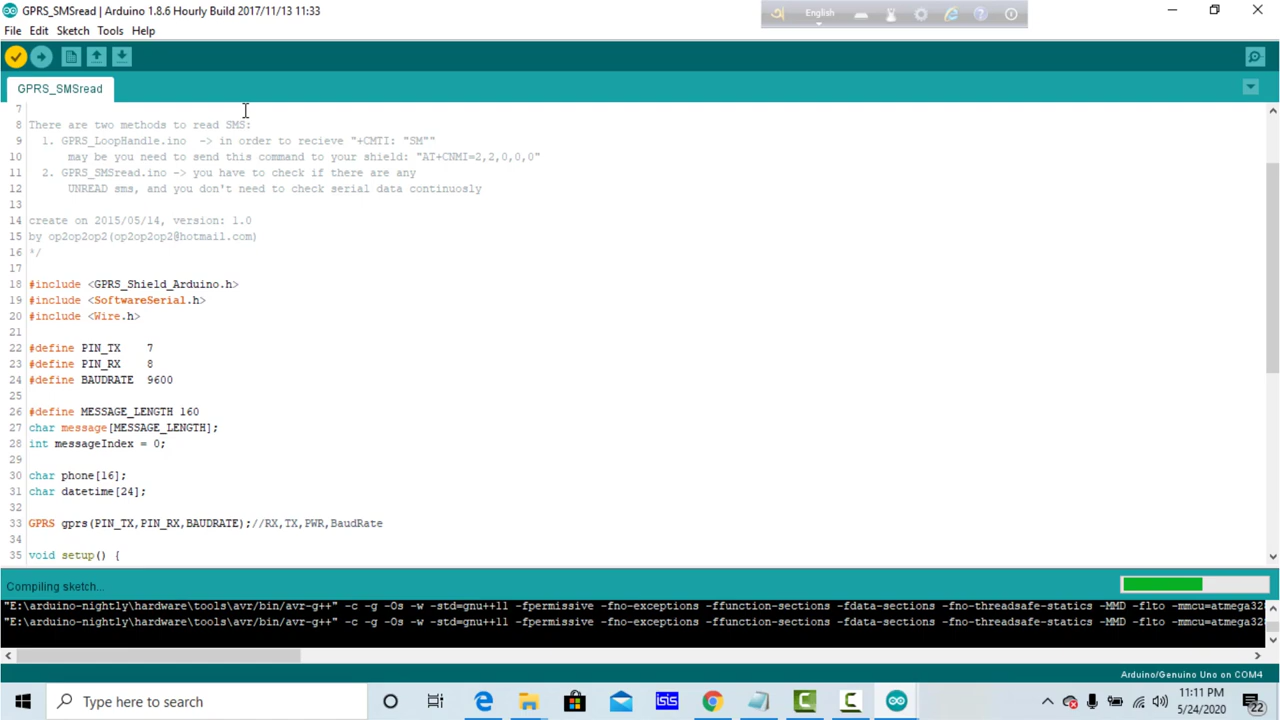 GPRS_SMSread | Arduino 1.8.6 Hourly Build 2017/11/13 11:33
English
File Edit Sketch Tools Help
GPRS_SMSread
7
8 There are two methods to read SMS:
9 1. GPRS_LoopHandle.ino -> in order to recieve "+CMTI: "SM""
10 may be you need to send this command to your shield: "AT+CNMI=2,2,0,0,0"
11 2. GPRS_SMSread.ino -> you have to check if there are any
12 UNREAD sms, and you don't need to check serial data continuosly
13
14 create on 2015/05/14, version: 1.0
15 by op2op2op2(op2op2op2@hotmail.com)
16 */
17
18 #include <GPRS_Shield_Arduino.h>
19 #include <SoftwareSerial.h>
20 #include <Wire.h>
21
22 #define PIN_TX 7
23 #define PIN_RX 8
24 #define BAUDRATE 9600
25
26 #define MESSAGE_LENGTH 160
27 char message[MESSAGE_LENGTH];
28 int messageIndex = 0;
29
30 char phone[16];
31 char datetime[24];
32
33 GPRS gprs(PIN_TX,PIN_RX,BAUDRATE);//RX,TX,PWR,BaudRate
34
35 void setup() {
Compiling sketch...
"E:\arduino-nightly\hardware\tools\avr/bin/avr-g++" -c -g -Os -w -std=gnu++11 -fpermissive -fno-exceptions -ffunction-sections -fdata-sections -fno-threadsafe-statics -MMD -flto -mmcu=atmega328
"E:\arduino-nightly\hardware\tools\avr/bin/avr-g++" -c -g -Os -w -std=gnu++11 -fpermissive -fno-exceptions -ffunction-sections -fdata-sections -fno-threadsafe-statics -MMD -flto -mmcu=atmega328
Arduino/Genuino Uno on COM4
Type here to search
isis
11:11 PM
5/24/2020
22